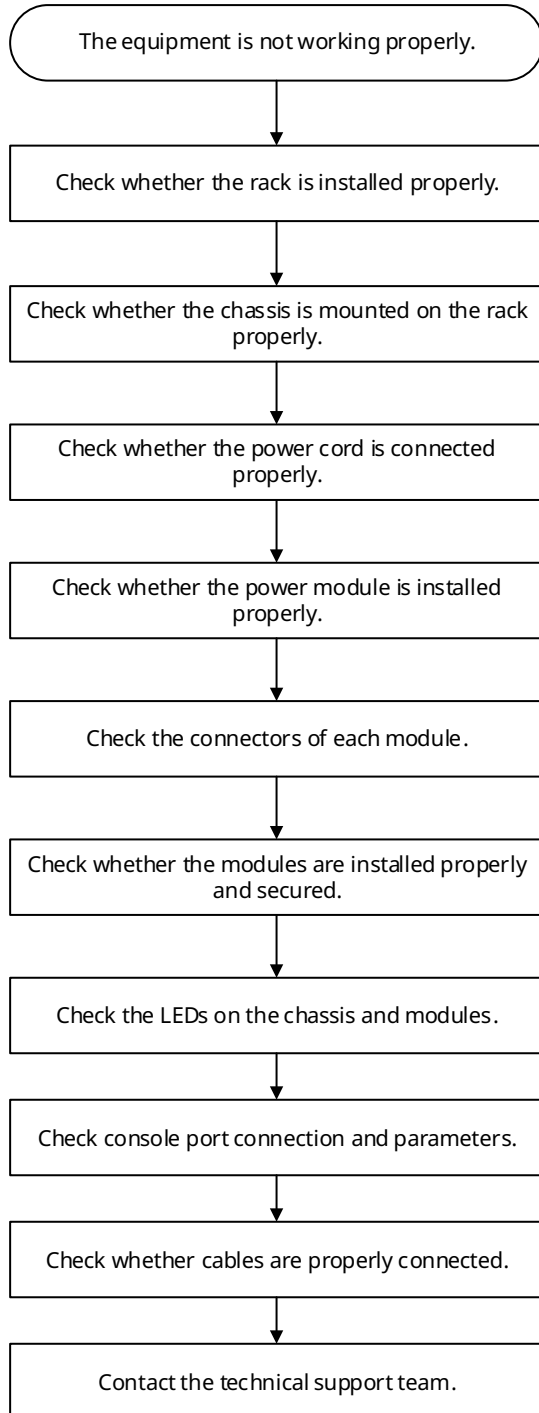 The equipment is not working properly.
Check whether the rack is installed properly.
Check whether the chassis is mounted on the rack
properly.
Check whether the power cord is connected
properly.
Check whether the power module is installed
properly.
Check the connectors of each module.
Check whether the modules are installed properly
and secured.
Check the LEDs on the chassis and modules.
Check console port connection and parameters.
Check whether cables are properly connected.
Contact the technical support team.